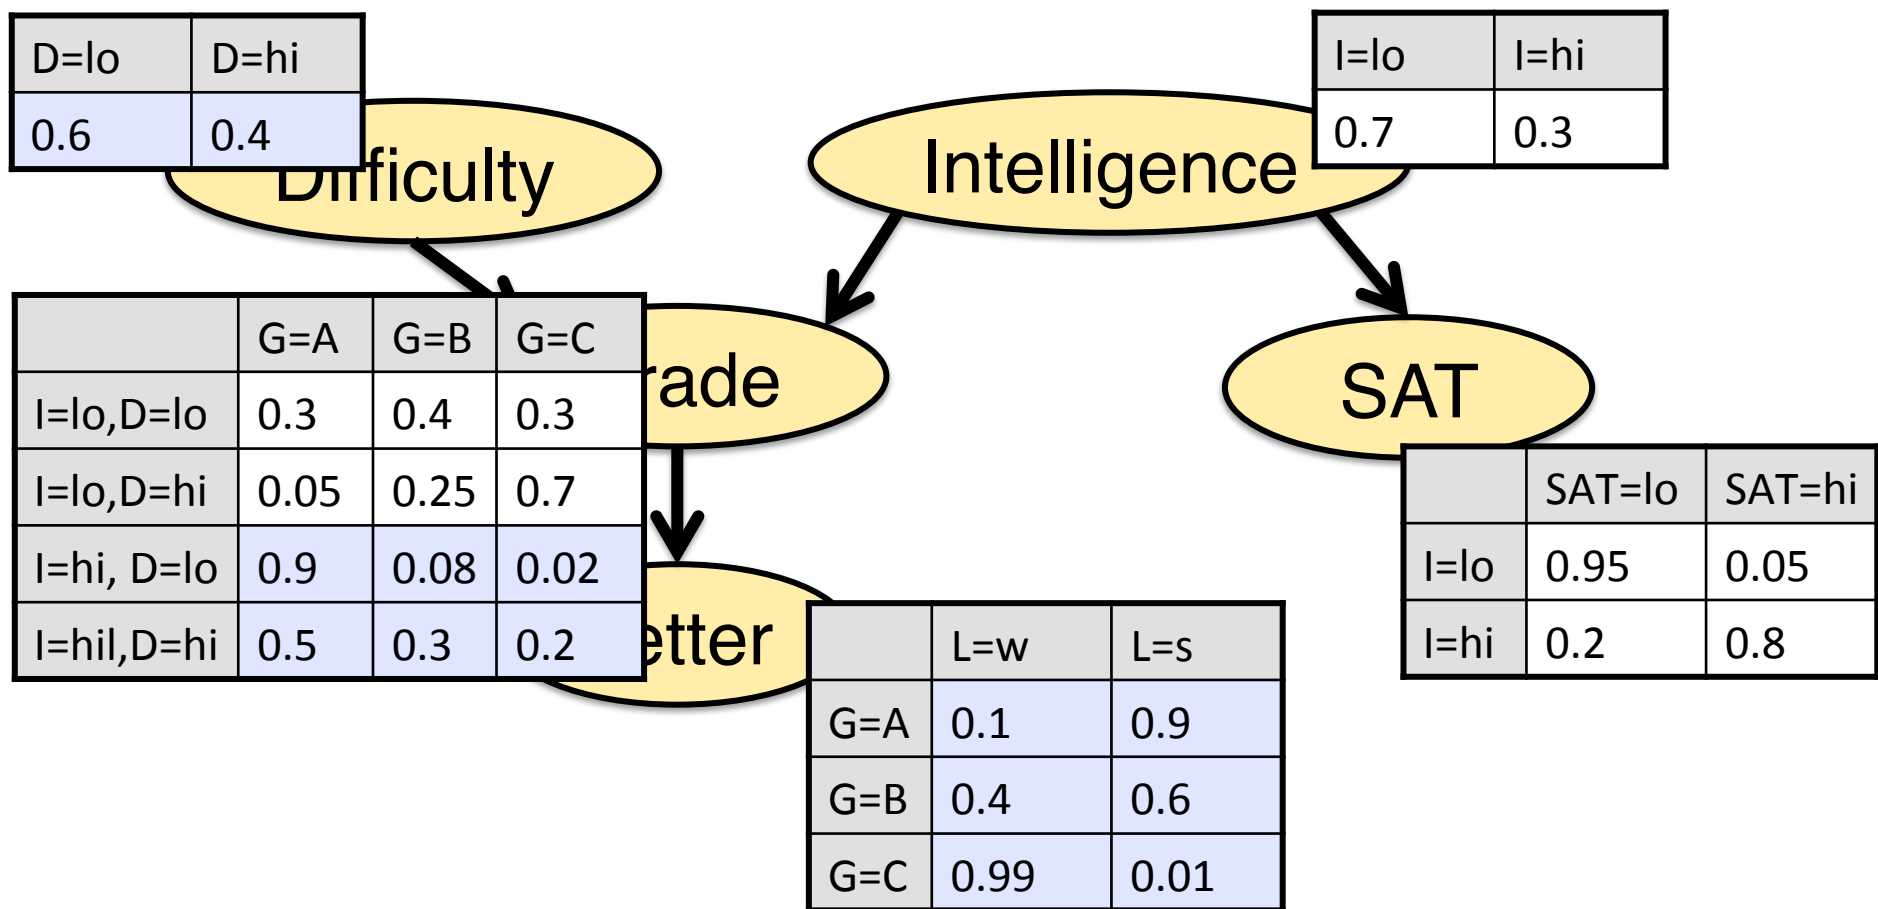 D=lo D=hi
0.6 0.4
I=lo I=hi
0.7 0.3
Difficulty
Intelligence
G=A G=B G=C
I=lo,D=lo 0.3 0.4 0.3
I=lo,D=hi 0.05 0.25 0.7
I=hi, D=lo 0.9 0.08 0.02
I=hil,D=hi 0.5 0.3 0.2
rade
SAT
SAT=lo SAT=hi
I=lo 0.95 0.05
I=hi 0.2 0.8
etter
L=w L=s
G=A 0.1 0.9
G=B 0.4 0.6
G=C 0.99 0.01